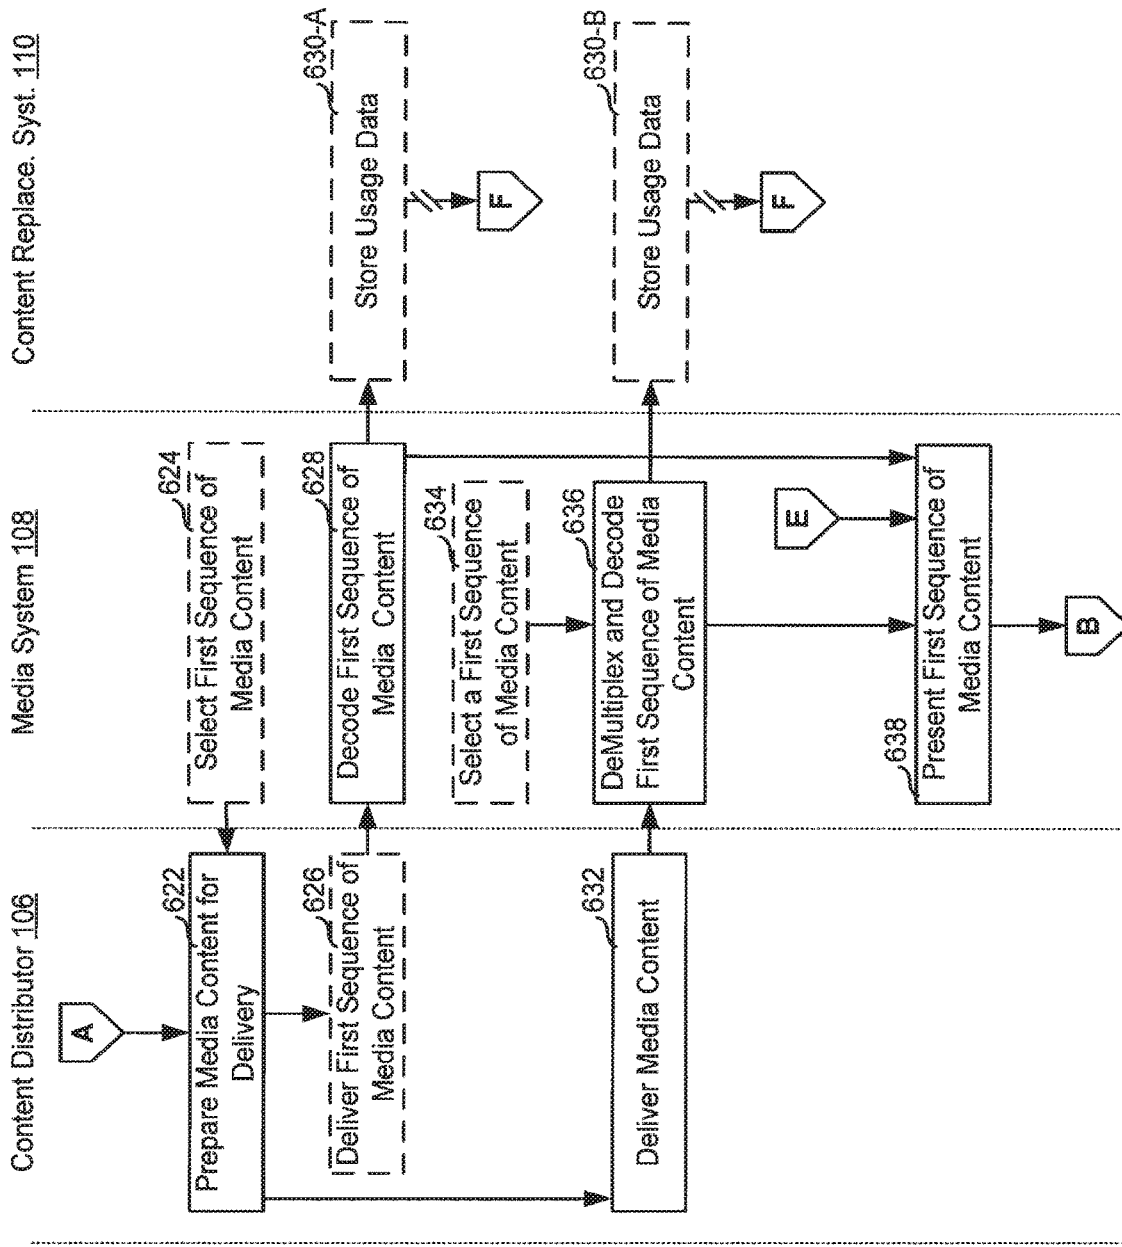 Content Distributor 106
Media System 108
Content Replace. Syst. 110
A
622
Prepare Media Content for
Delivery
624
Select First Sequence of
Media Content
626
Deliver First Sequence of
Media Content
628
Decode First Sequence of
Media Content
630-A
Store Usage Data
F
634
Select a First Sequence
of Media Content
632
Deliver Media Content
636
DeMultiplex and Decode
First Sequence of Media
Content
630-B
Store Usage Data
F
E
638
Present First Sequence of
Media Content
B